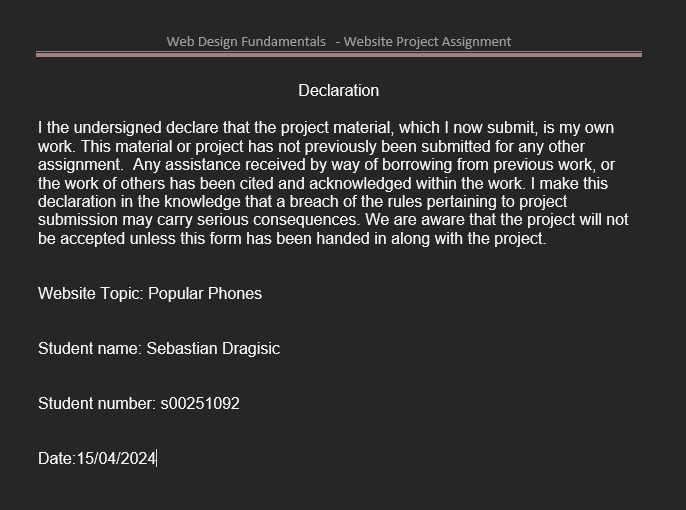 Web Design Fundamentals - Website Project Assignment
Declaration
I the undersigned declare that the project material, which I now submit, is my own
work. This material or project has not previously been submitted for any other
assignment.  Any assistance received by way of borrowing from previous work, or
the work of others has been cited and acknowledged within the work. I make this
declaration in the knowledge that a breach of the rules pertaining to project
submission may carry serious consequences. We are aware that the project will not
be accepted unless this form has been handed in along with the project.
Website Topic: Popular Phones
Student name: Sebastian Dragisic
Student number: s00251092
Date:15/04/2024